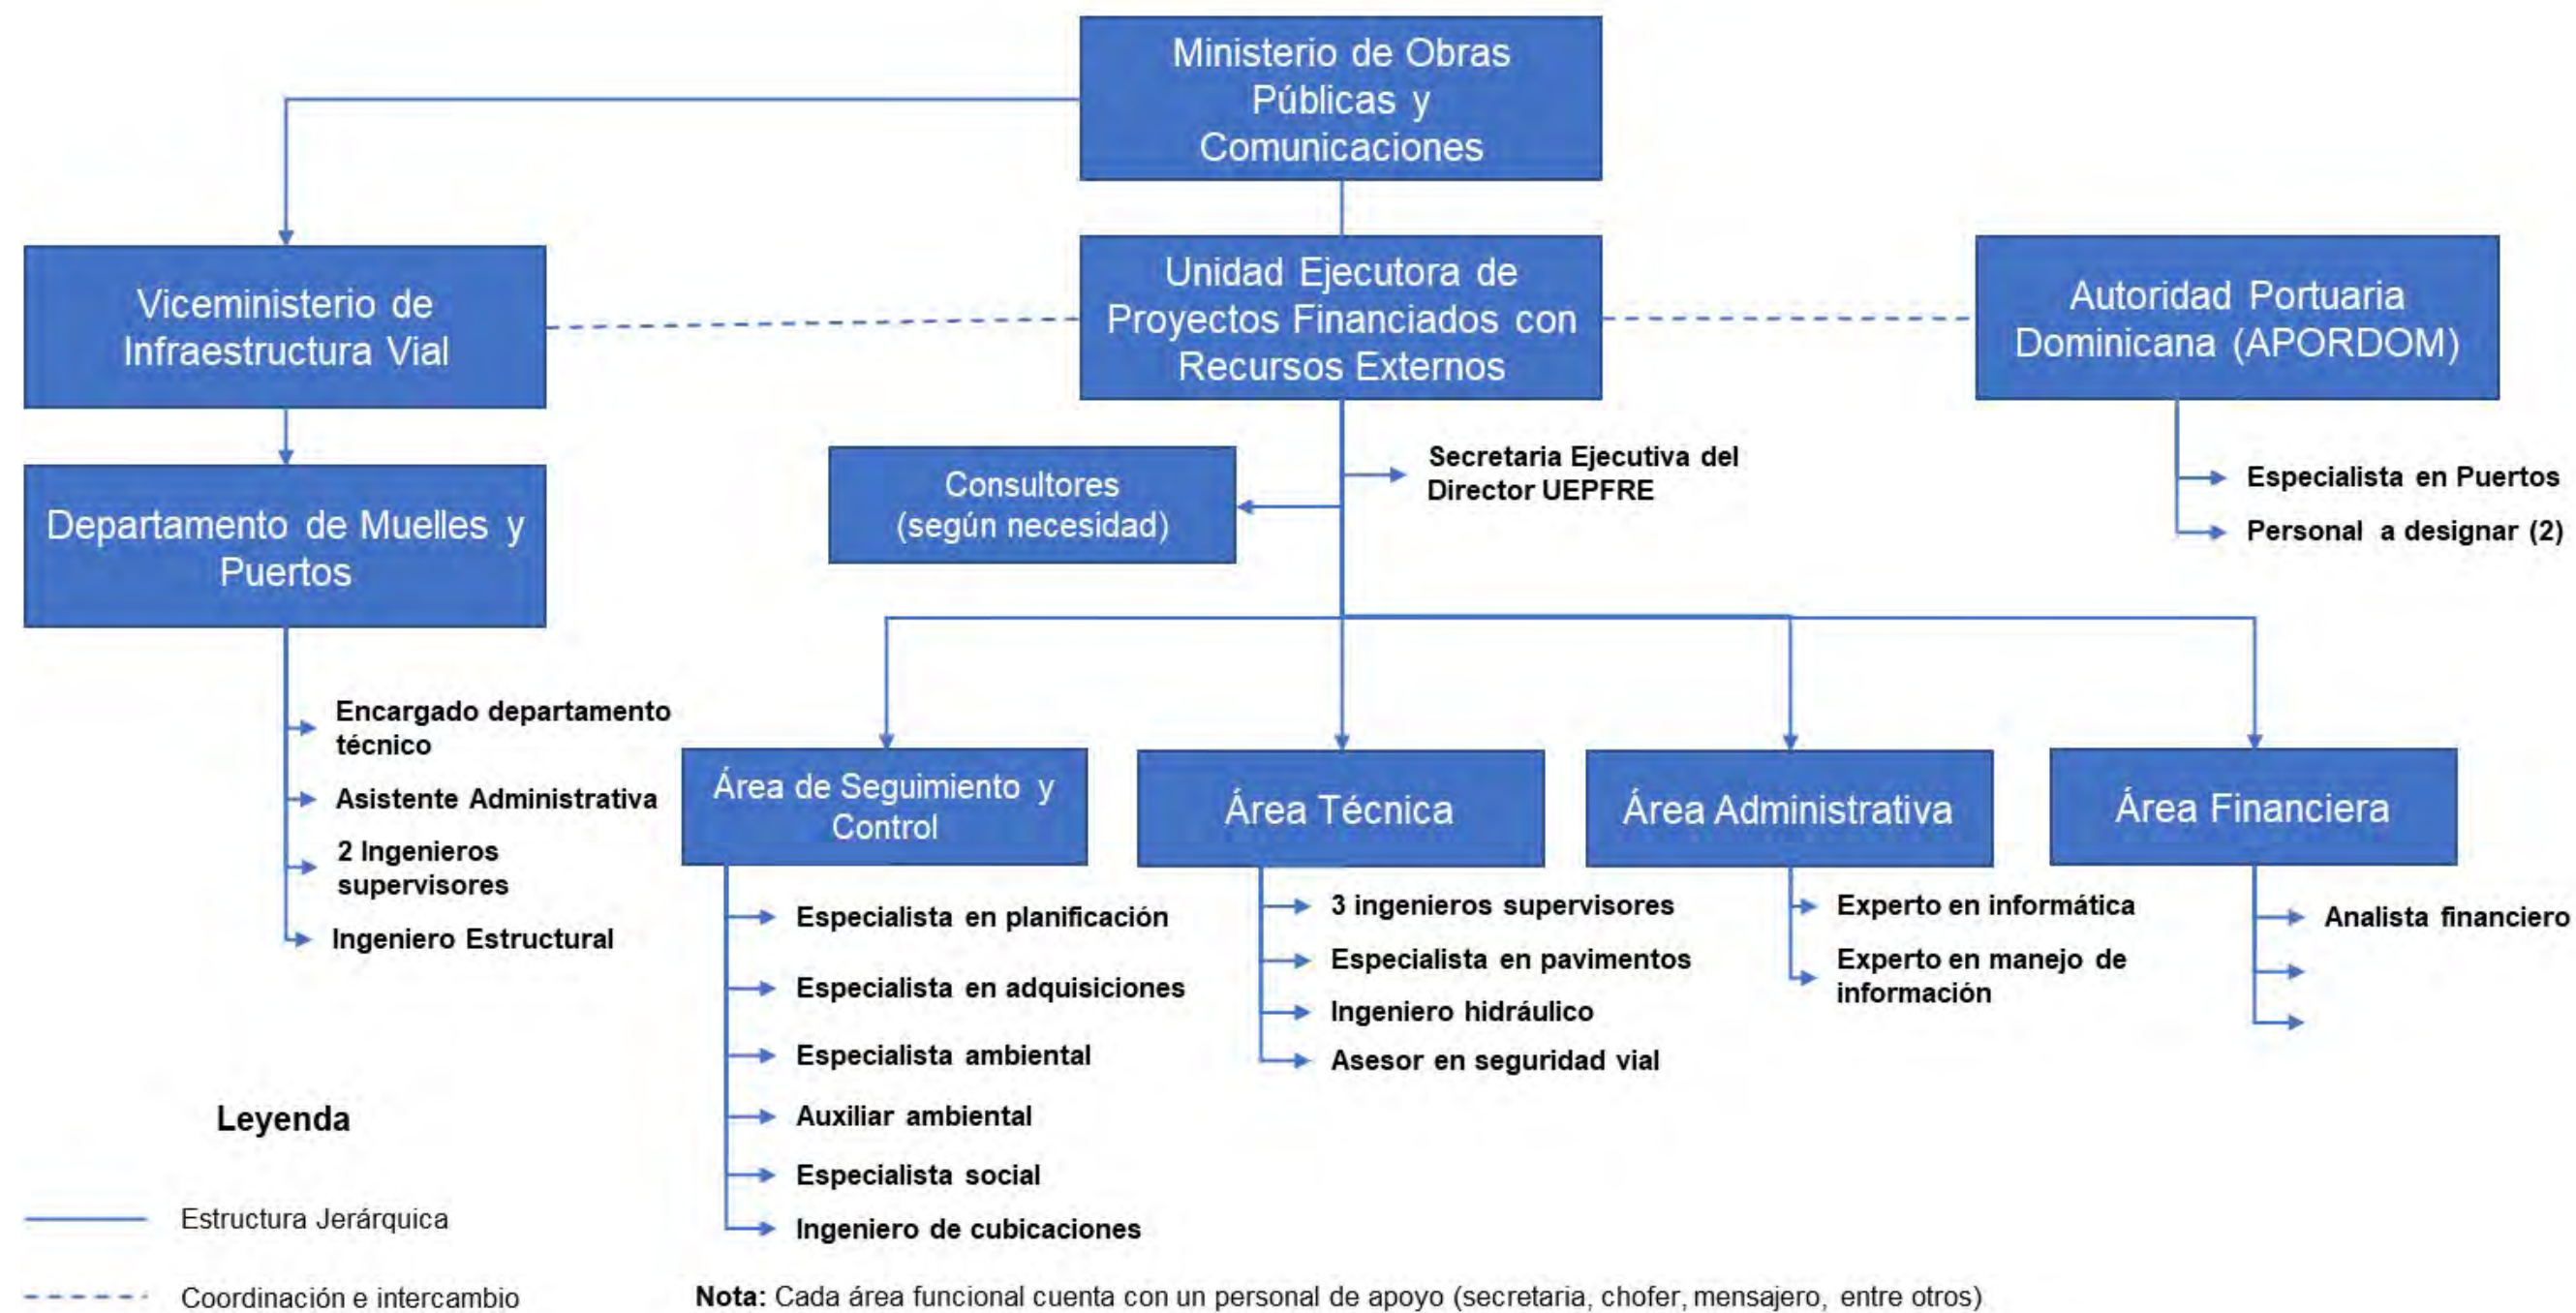 Ministerio de Obras
Públicas y
Comunicaciones
Viceministerio de
Infraestructura Vial
Unidad Ejecutora de
Proyectos Financiados con
Recursos Externos
Autoridad Portuaria
Dominicana (APORDOM)
Departamento de Muelles y
Puertos
Consultores
(según necesidad)
Secretaria Ejecutiva del
Director UEPFRE
Especialista en Puertos
Personal a designar (2)
Encargado departamento
técnico
Asistente Administrativa
2 Ingenieros
supervisores
Ingeniero Estructural
Área de Seguimiento y
Control
Especialista en planificación
Especialista en adquisiciones
Especialista ambiental
Auxiliar ambiental
Especialista social
Ingeniero de cubicaciones
Área Técnica
3 ingenieros supervisores
Especialista en pavimentos
Ingeniero hidráulico
Asesor en seguridad vial
Área Administrativa
Experto en informática
Experto en manejo de
información
Área Financiera
Analista financiero
Leyenda
Estructura Jerárquica
Coordinación e intercambio
Nota: Cada área funcional cuenta con un personal de apoyo (secretaria, chofer, mensajero, entre otros)